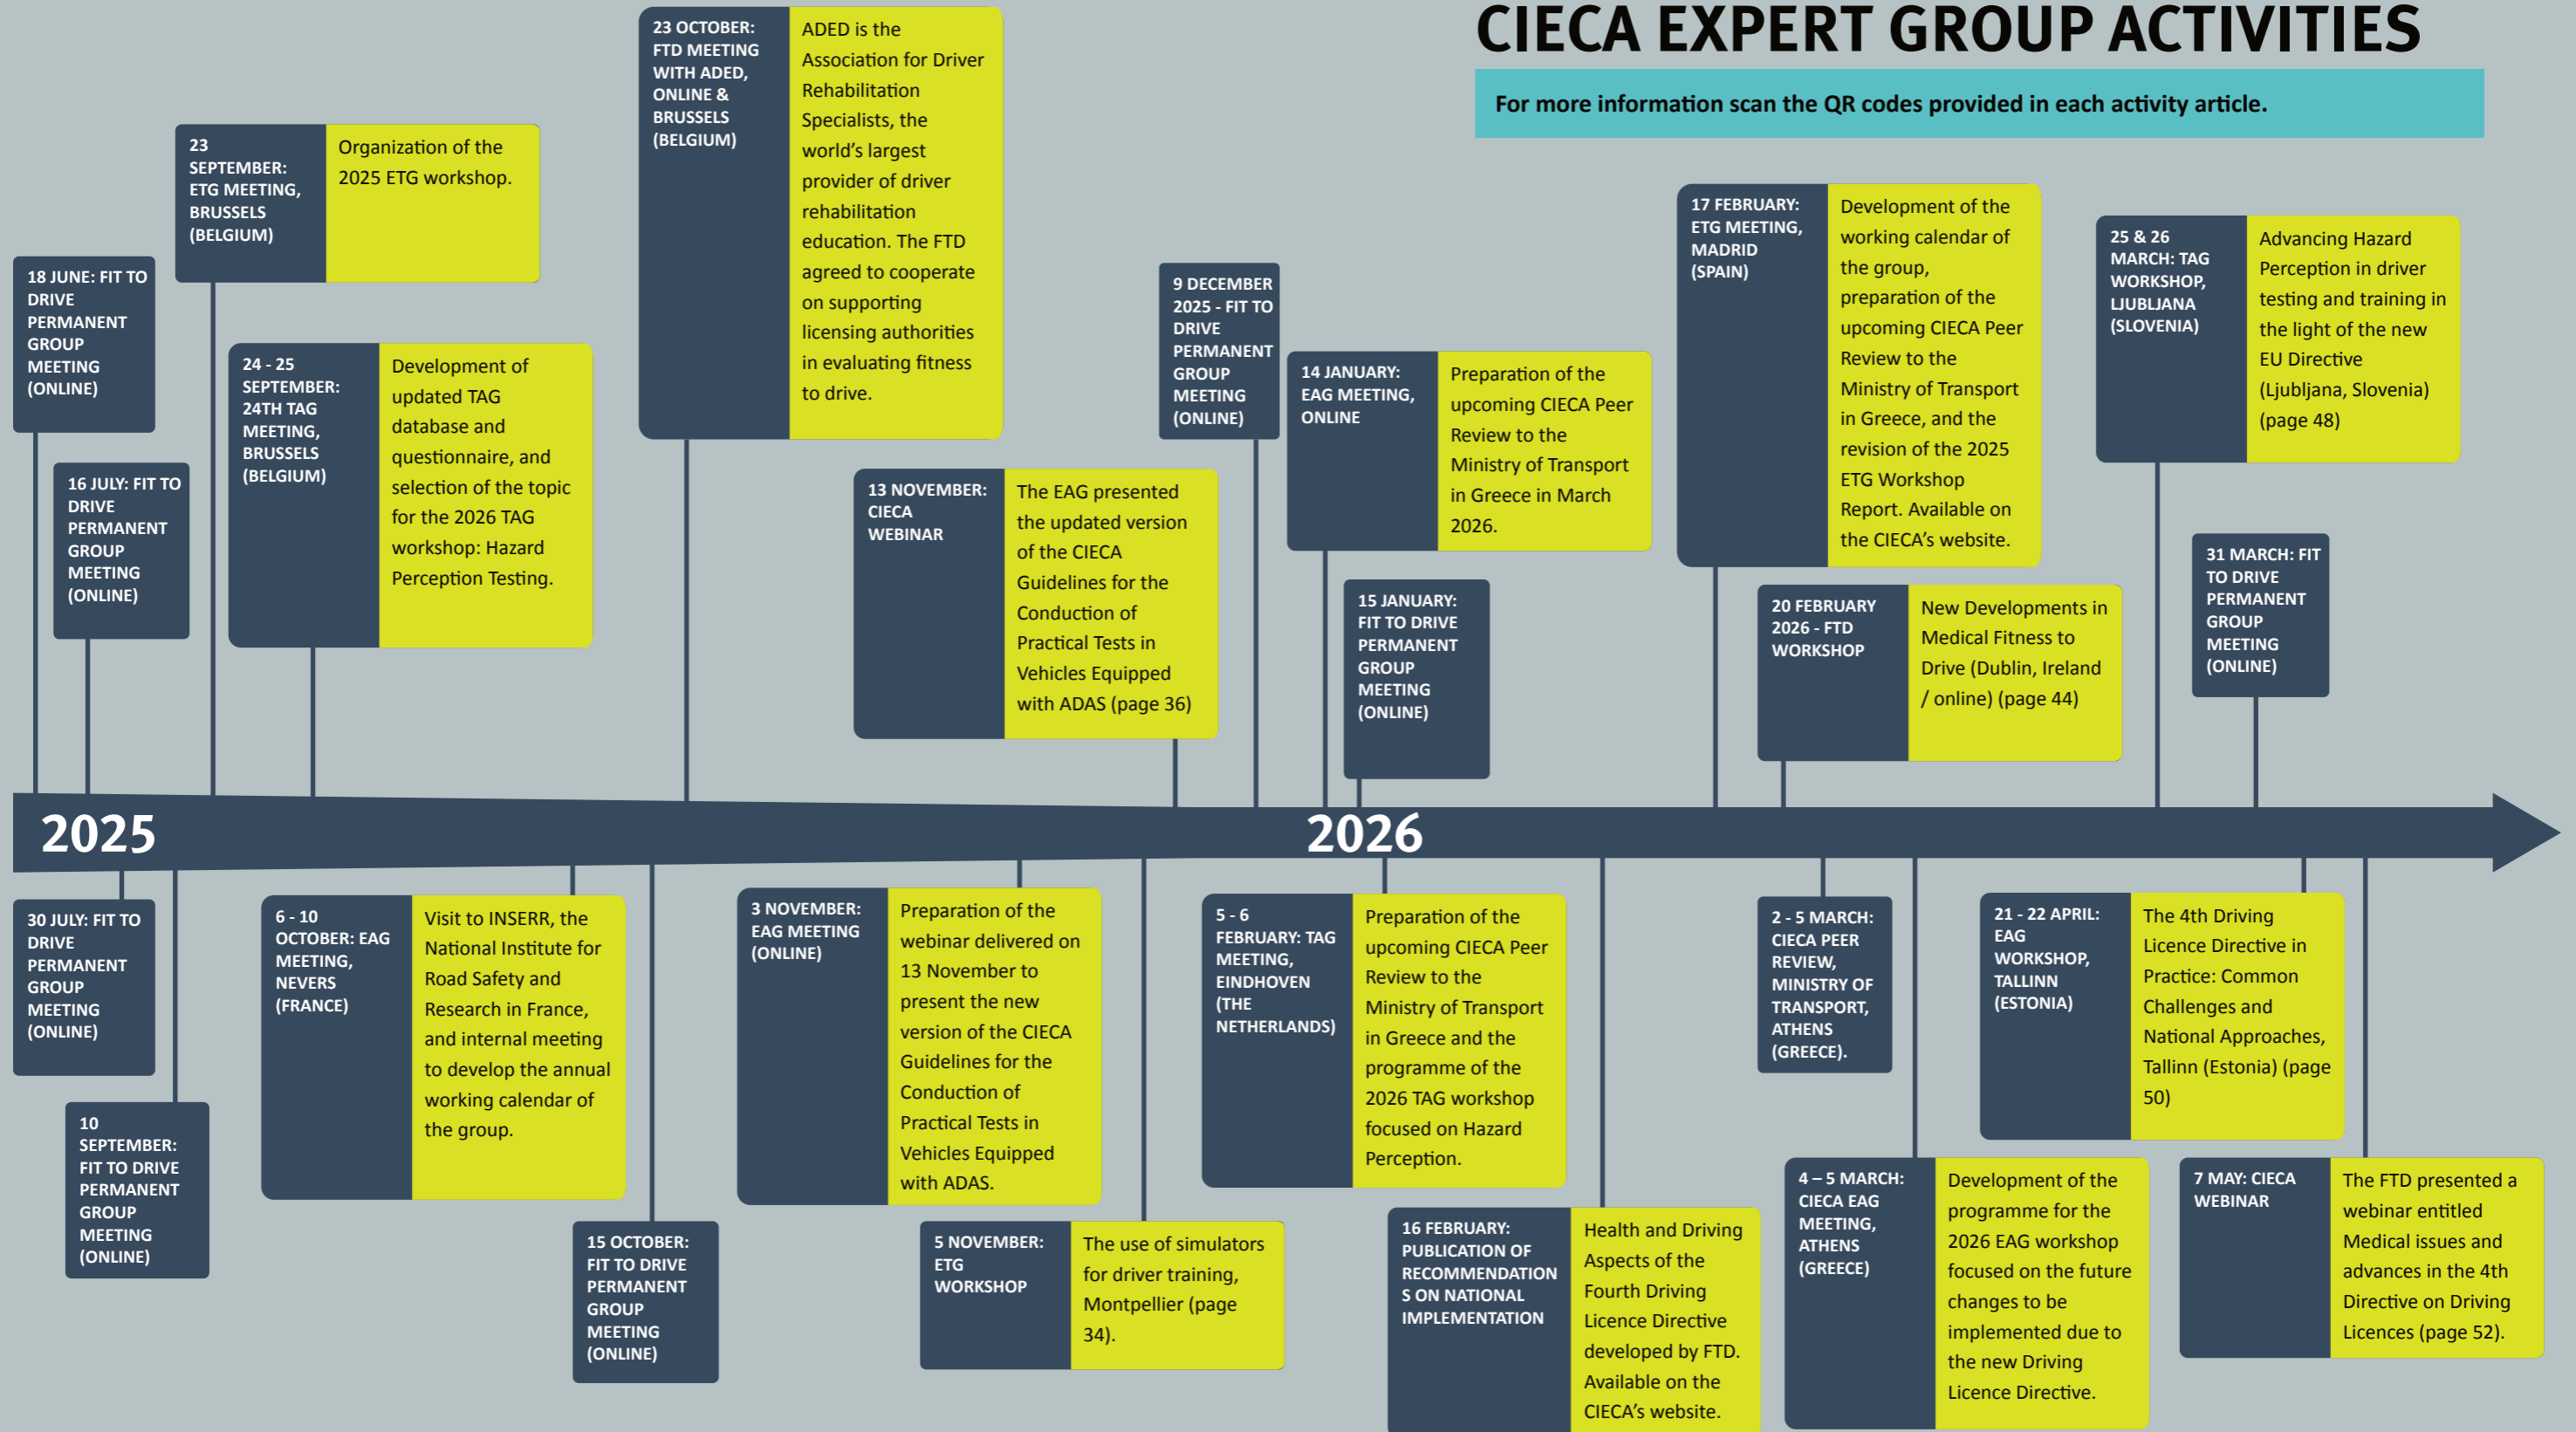 CIECA EXPERT GROUP ACTIVITIES
For more information scan the QR codes provided in each activity article.
18 JUNE: FIT TO
DRIVE
PERMANENT
GROUP
MEETING
(ONLINE)
16 JULY: FIT TO
DRIVE
PERMANENT
GROUP
MEETING
(ONLINE)
23
SEPTEMBER:
ETG MEETING,
BRUSSELS
(BELGIUM)
Organization of the
2025 ETG workshop.
24 - 25
SEPTEMBER:
24TH TAG
MEETING,
BRUSSELS
(BELGIUM)
Development of
updated TAG
database and
questionnaire, and
selection of the topic
for the 2026 TAG
workshop: Hazard
Perception Testing.
23 OCTOBER:
FTD MEETING
WITH ADED,
ONLINE &
BRUSSELS
(BELGIUM)
ADED is the
Association for Driver
Rehabilitation
Specialists, the
world’s largest
provider of driver
rehabilitation
education. The FTD
agreed to cooperate
on supporting
licensing authorities
in evaluating fitness
to drive.
13 NOVEMBER:
CIECA
WEBINAR
The EAG presented
the updated version
of the CIECA
Guidelines for the
Conduction of
Practical Tests in
Vehicles Equipped
with ADAS (page 36)
9 DECEMBER
2025 - FIT TO
DRIVE
PERMANENT
GROUP
MEETING
(ONLINE)
14 JANUARY:
EAG MEETING,
ONLINE
Preparation of the
upcoming CIECA Peer
Review to the
Ministry of Transport
in Greece in March
2026.
15 JANUARY:
FIT TO DRIVE
PERMANENT
GROUP
MEETING
(ONLINE)
17 FEBRUARY:
ETG MEETING,
MADRID
(SPAIN)
Development of the
working calendar of
the group,
preparation of the
upcoming CIECA Peer
Review to the
Ministry of Transport
in Greece, and the
revision of the 2025
ETG Workshop
Report. Available on
the CIECA’s website.
20 FEBRUARY
2026 - FTD
WORKSHOP
New Developments in
Medical Fitness to
Drive (Dublin, Ireland
/ online) (page 44)
25 & 26
MARCH: TAG
WORKSHOP,
LJUBLJANA
(SLOVENIA)
Advancing Hazard
Perception in driver
testing and training in
the light of the new
EU Directive
(Ljubljana, Slovenia)
(page 48)
31 MARCH: FIT
TO DRIVE
PERMANENT
GROUP
MEETING
(ONLINE)
2025
2026
30 JULY: FIT TO
DRIVE
PERMANENT
GROUP
MEETING
(ONLINE)
10
SEPTEMBER:
FIT TO DRIVE
PERMANENT
GROUP
MEETING
(ONLINE)
6 - 10
OCTOBER: EAG
MEETING,
NEVERS
(FRANCE)
Visit to INSERR, the
National Institute for
Road Safety and
Research in France,
and internal meeting
to develop the annual
working calendar of
the group.
15 OCTOBER:
FIT TO DRIVE
PERMANENT
GROUP
MEETING
(ONLINE)
3 NOVEMBER:
EAG MEETING
(ONLINE)
Preparation of the
webinar delivered on
13 November to
present the new
version of the CIECA
Guidelines for the
Conduction of
Practical Tests in
Vehicles Equipped
with ADAS.
5 NOVEMBER:
ETG
WORKSHOP
The use of simulators
for driver training,
Montpellier (page
34).
5 - 6
FEBRUARY: TAG
MEETING,
EINDHOVEN
(THE
NETHERLANDS)
Preparation of the
upcoming CIECA Peer
Review to the
Ministry of Transport
in Greece and the
programme of the
2026 TAG workshop
focused on Hazard
Perception.
16 FEBRUARY:
PUBLICATION OF
RECOMMENDATION
S ON NATIONAL
IMPLEMENTATION
Health and Driving
Aspects of the
Fourth Driving
Licence Directive
developed by FTD.
Available on the
CIECA’s website.
2 - 5 MARCH:
CIECA PEER
REVIEW,
MINISTRY OF
TRANSPORT,
ATHENS
(GREECE).
4 – 5 MARCH:
CIECA EAG
MEETING,
ATHENS
(GREECE)
Development of the
programme for the
2026 EAG workshop
focused on the future
changes to be
implemented due to
the new Driving
Licence Directive.
21 - 22 APRIL:
EAG
WORKSHOP,
TALLINN
(ESTONIA)
The 4th Driving
Licence Directive in
Practice: Common
Challenges and
National Approaches,
Tallinn (Estonia) (page
50)
7 MAY: CIECA
WEBINAR
The FTD presented a
webinar entitled
Medical issues and
advances in the 4th
Directive on Driving
Licences (page 52).